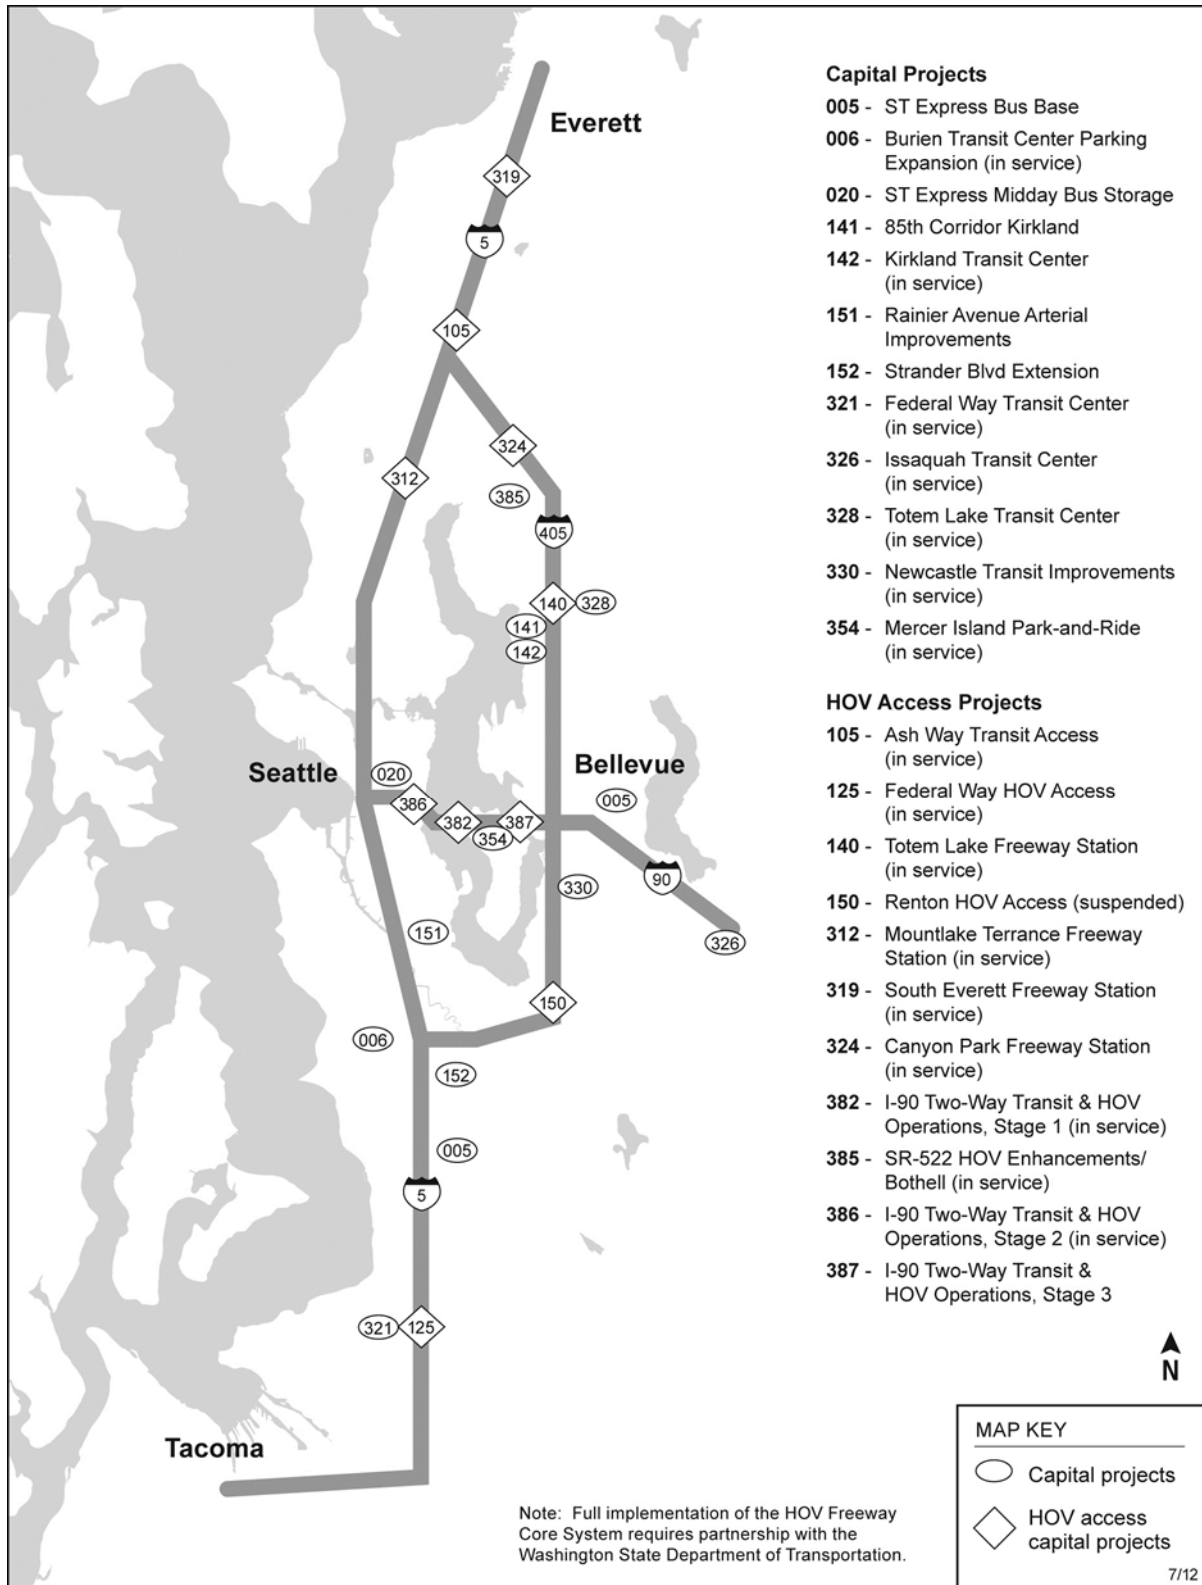 Everett
319
5
105
324
312
385
405
140
328
141
142
Seattle
Bellevue
020
005
386
382
387
354
90
330
326
151
150
006
152
005
5
321
125
Tacoma
Capital Projects
005 - ST Express Bus Base
006 - Burien Transit Center Parking
Expansion (in service)
020 - ST Express Midday Bus Storage
141 - 85th Corridor Kirkland
142 - Kirkland Transit Center
(in service)
151 - Rainier Avenue Arterial
Improvements
152 - Strander Blvd Extension
321 - Federal Way Transit Center
(in service)
326 - Issaquah Transit Center
(in service)
328 - Totem Lake Transit Center
(in service)
330 - Newcastle Transit Improvements
(in service)
354 - Mercer Island Park-and-Ride
(in service)
HOV Access Projects
105 - Ash Way Transit Access
(in service)
125 - Federal Way HOV Access
(in service)
140 - Totem Lake Freeway Station
(in service)
150 - Renton HOV Access (suspended)
312 - Mountlake Terrance Freeway
Station (in service)
319 - South Everett Freeway Station
(in service)
324 - Canyon Park Freeway Station
(in service)
382 - I-90 Two-Way Transit & HOV
Operations, Stage 1 (in service)
385 - SR-522 HOV Enhancements/
Bothell (in service)
386 - I-90 Two-Way Transit & HOV
Operations, Stage 2 (in service)
387 - I-90 Two-Way Transit &
HOV Operations, Stage 3
N
MAP KEY
Capital projects
HOV access
capital projects
7/12
Note: Full implementation of the HOV Freeway
Core System requires partnership with the
Washington State Department of Transportation.